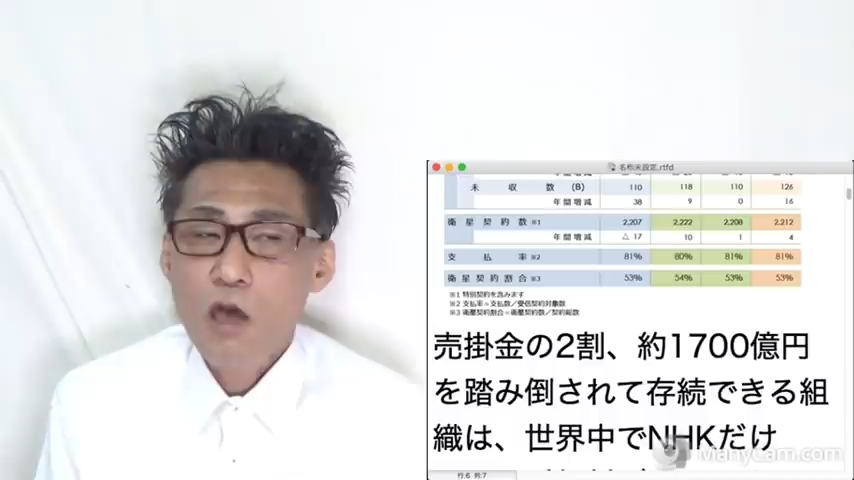 名称未設定.rtfd
未収数(B) 110 118 110 126
年間増減 38 9 0 16
衛星契約数 ※1 2,207 2,222 2,208 2,212
年間増減 △17 10 1 4
支払率 ※2 81% 80% 81% 81%
衛星契約割合 ※3 53% 54% 53% 53%
※1 特別契約を含みます
※2 支払率=支払数/受信契約対象数
※3 衛星契約割合=衛星契約数/契約総数
売掛金の2割、約1700億円
を踏み倒されて存続できる組
織は、世界中でNHKだけ
ManyCam.com
行:6 列:7